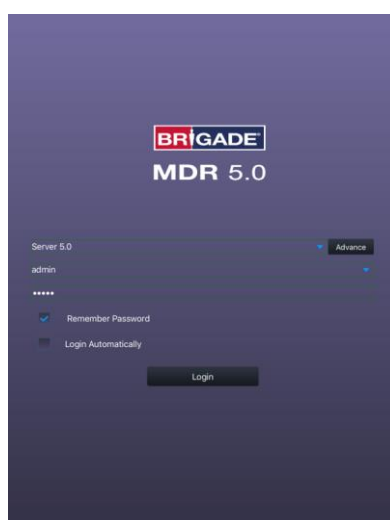 BRIGADE
MDR 5.0
Server 5.0 Advance
admin
•••••
Remember Password
Login Automatically
Login